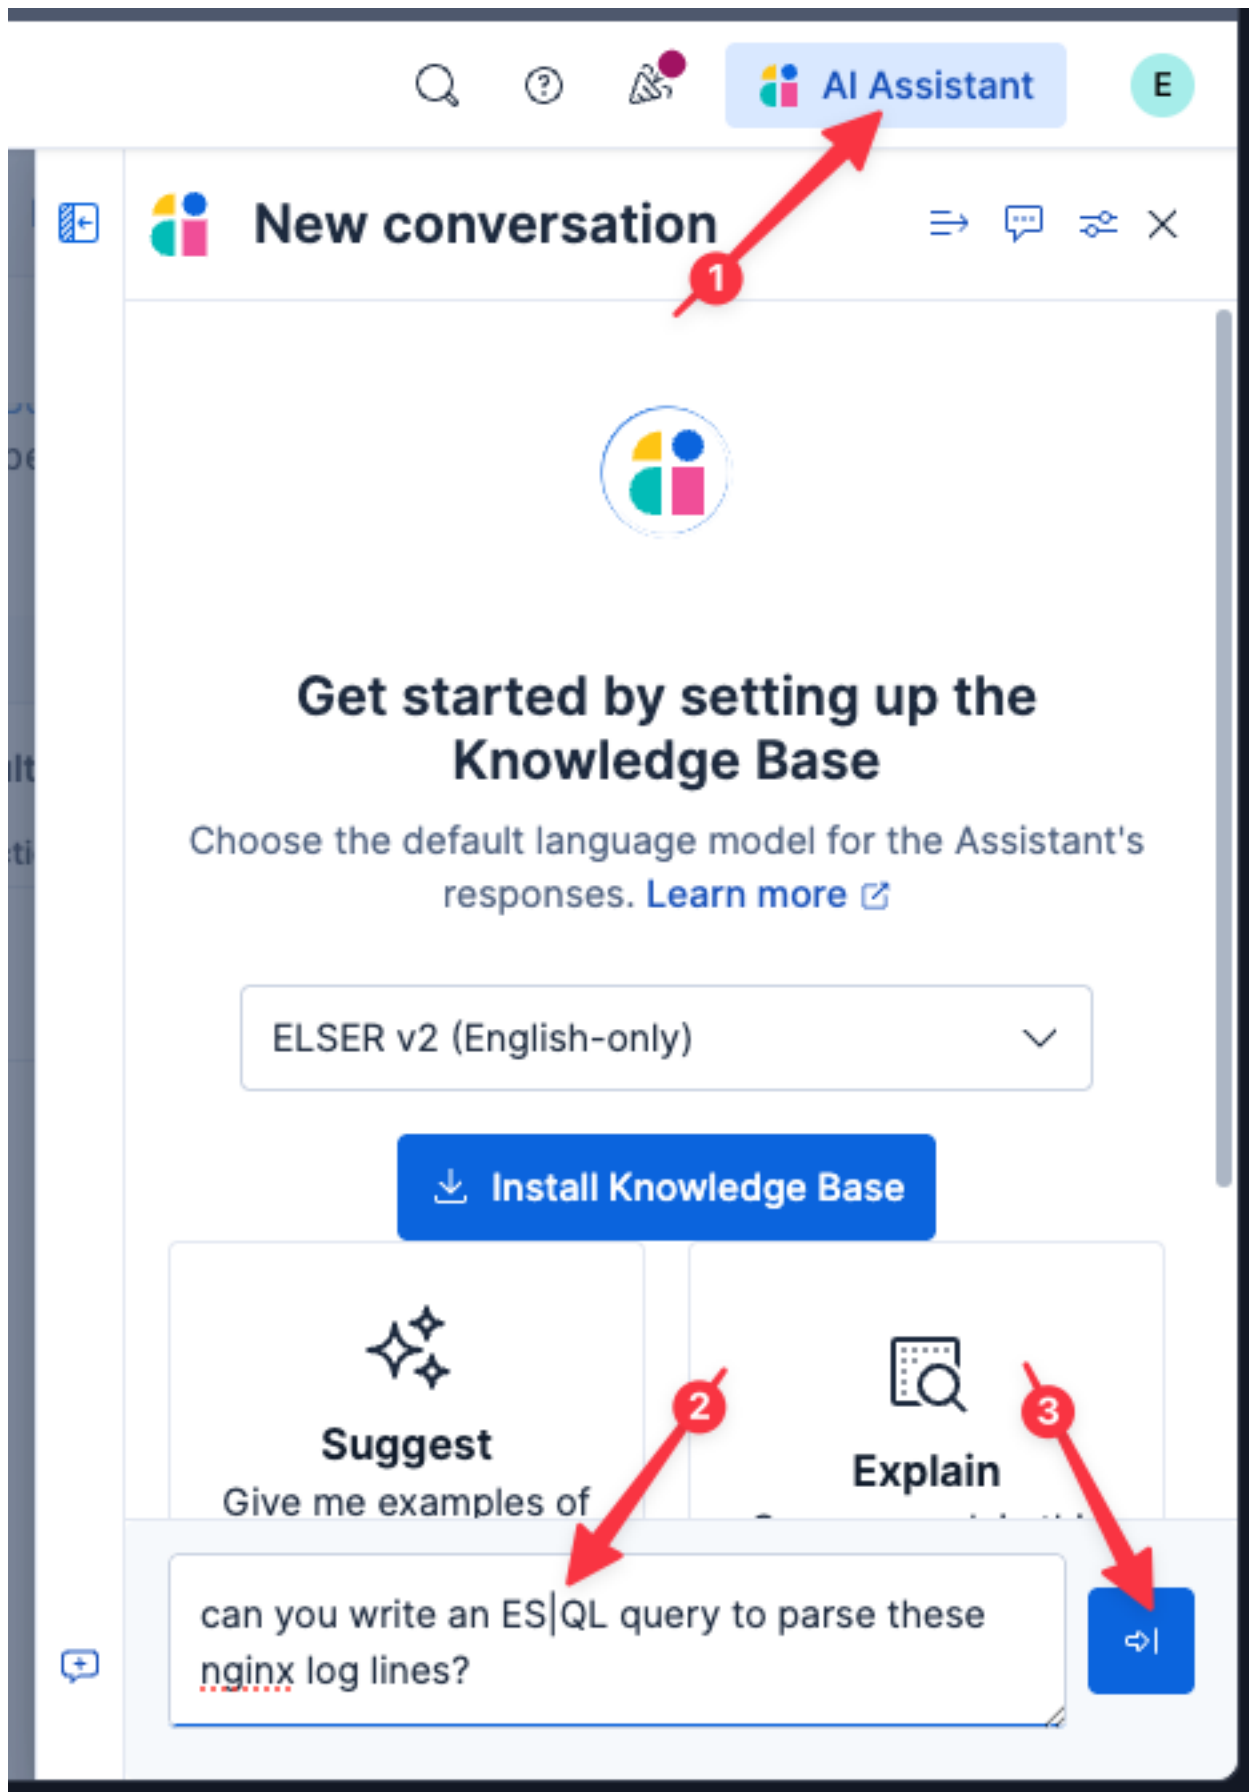 AI Assistant
E
New conversation
1
Get started by setting up the
Knowledge Base
Choose the default language model for the Assistant's
responses. Learn more
ELSER v2 (English-only)
Install Knowledge Base
2
3
Suggest
Explain
Give me examples of
can you write an ES|QL query to parse these
nginx log lines?